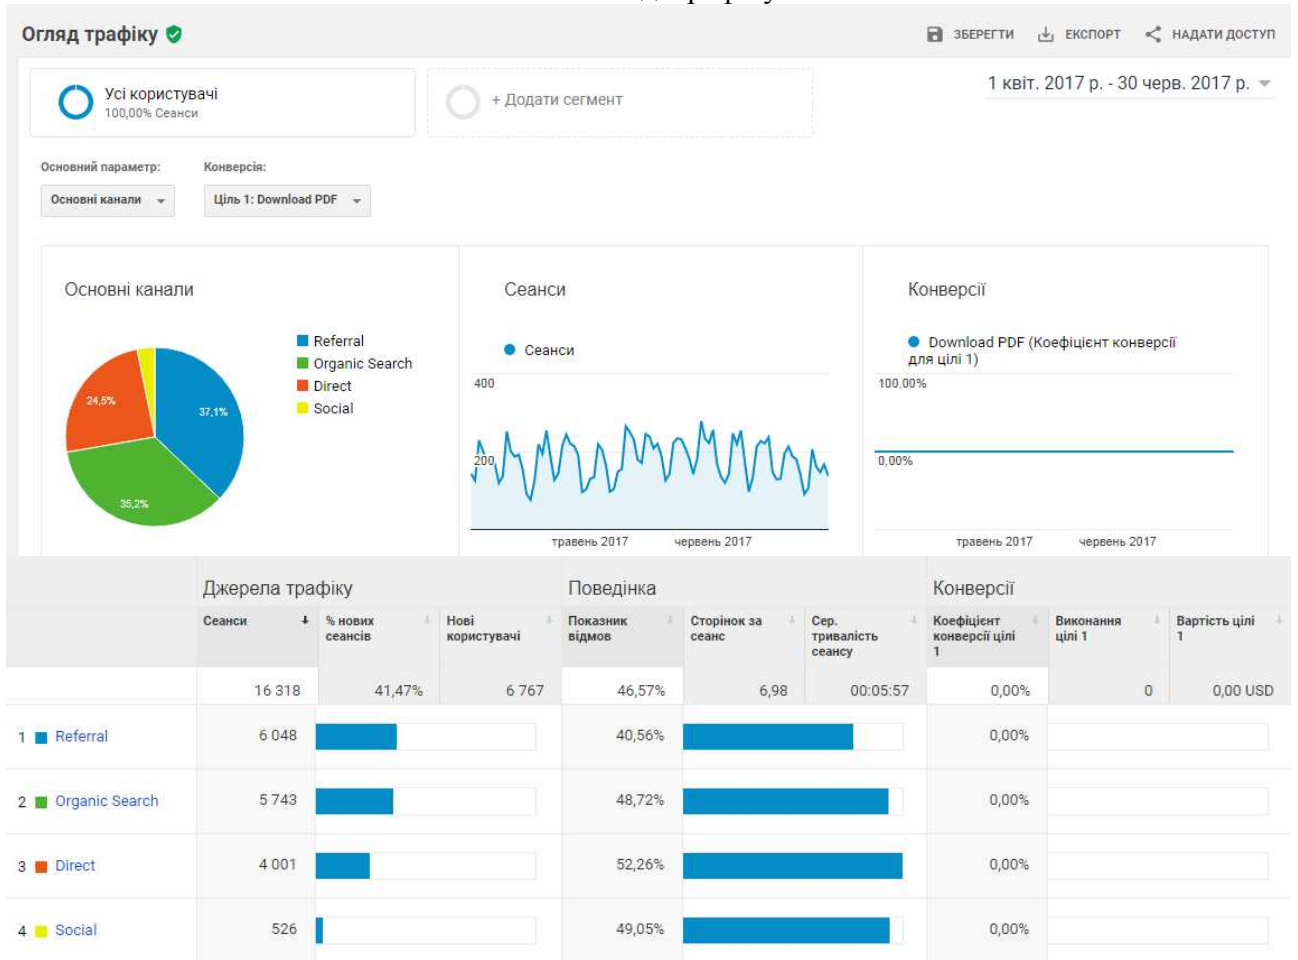 Огляд трафіку
ЗБЕРЕГТИ ЕКСПОРТ НАДАТИ ДОСТУП
Усі користувачі
100,00% Сеанси
+ Додати сегмент
1 квіт. 2017 р. - 30 черв. 2017 р.
Основний параметр: Конверсія:
Основні канали Ціль 1: Download PDF
Основні канали
Referral
Organic Search
Direct
Social
24,5%
37,1%
35,2%
Сеанси
Сеанси
400
200
травень 2017 червень 2017
Конверсії
Download PDF (Коефіцієнт конверсії
для цілі 1)
100,00%
0,00%
травень 2017 червень 2017
Джерела трафіку Поведінка Конверсії
Сеанси
% нових
сеансів
Нові
користувачі
Показник
відмов
Сторінок за
сеанс
Сер.
тривалість
сеансу
Коефіцієнт
конверсії цілі
1
Виконання
цілі 1
Вартість цілі
1
16 318 41,47% 6 767 46,57% 6,98 00:05:57 0,00% 0 0,00 USD
1 Referral 6 048 40,56% 0,00%
2 Organic Search 5 743 48,72% 0,00%
3 Direct 4 001 52,26% 0,00%
4 Social 526 49,05% 0,00%